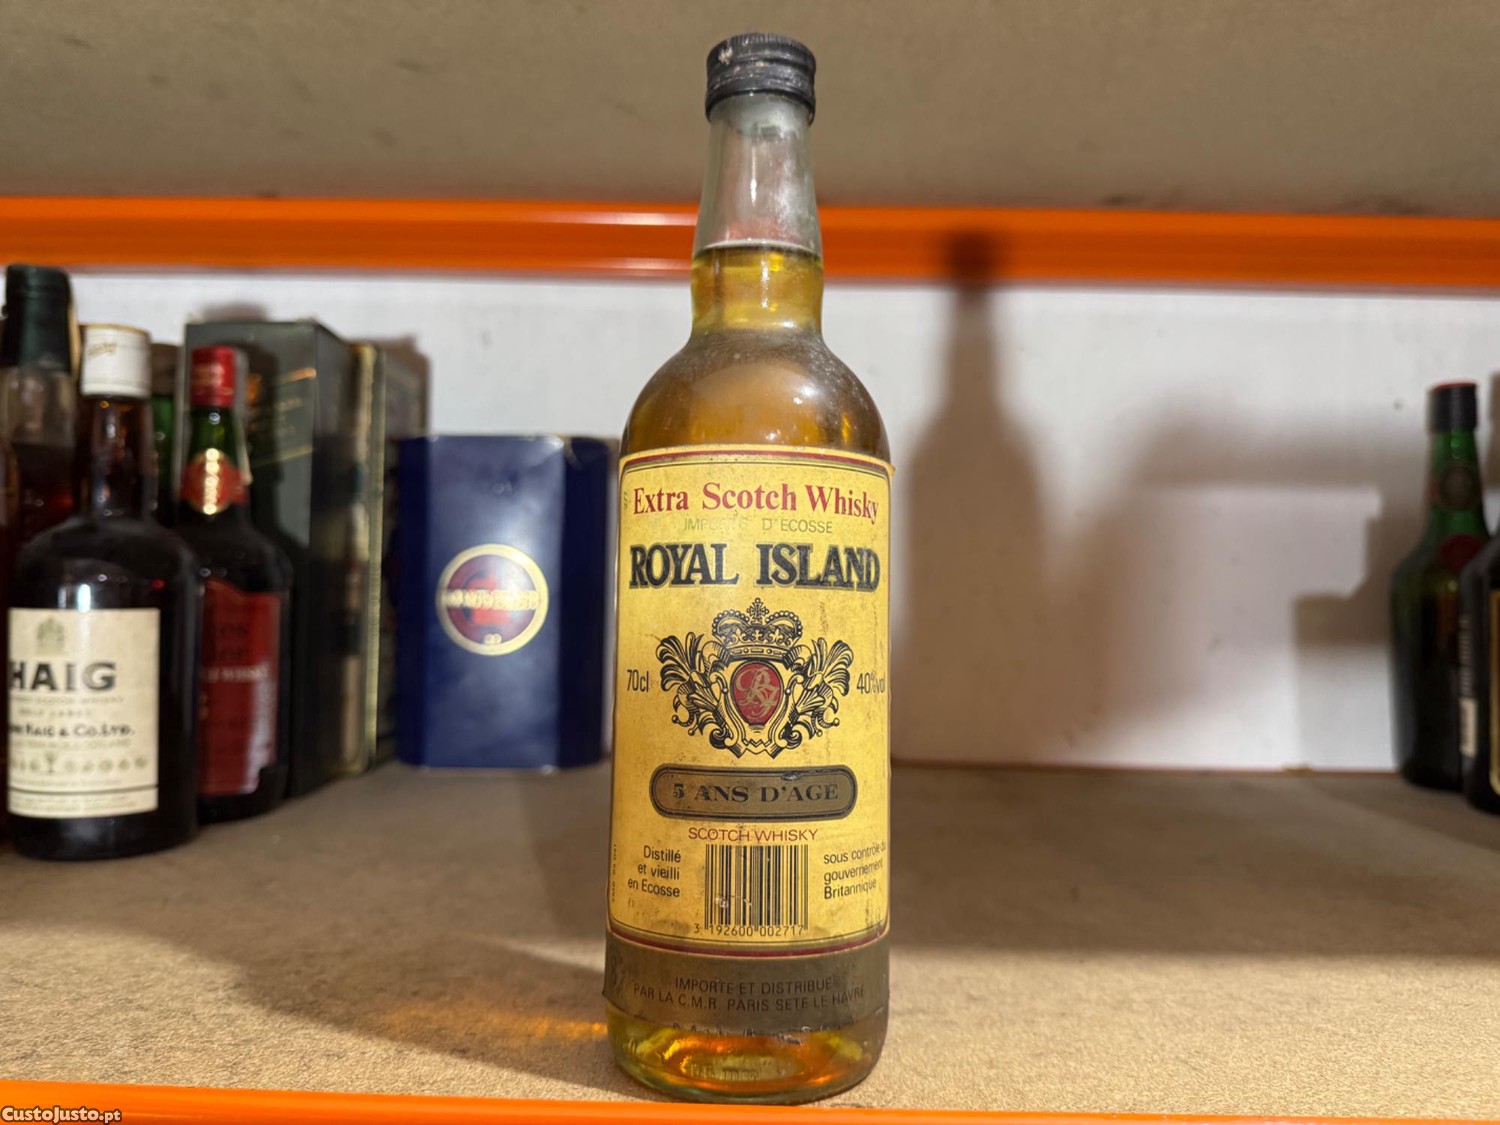 Extra Scotch Whisky
IMPORTE D'ECOSSE
ROYAL ISLAND
70cl
40%vol
5 ANS D'AGE
SCOTCH WHISKY
Distillé
et vieilli
en Ecosse
sous contrôle du
gouvernement
Britannique
3 192600 002717
IMPORTE ET DISTRIBUE
PAR LA C.M.R. PARIS SETE LE HAVRE
HAIG
HAIG & Co. LTD.
CustoJusto.pt